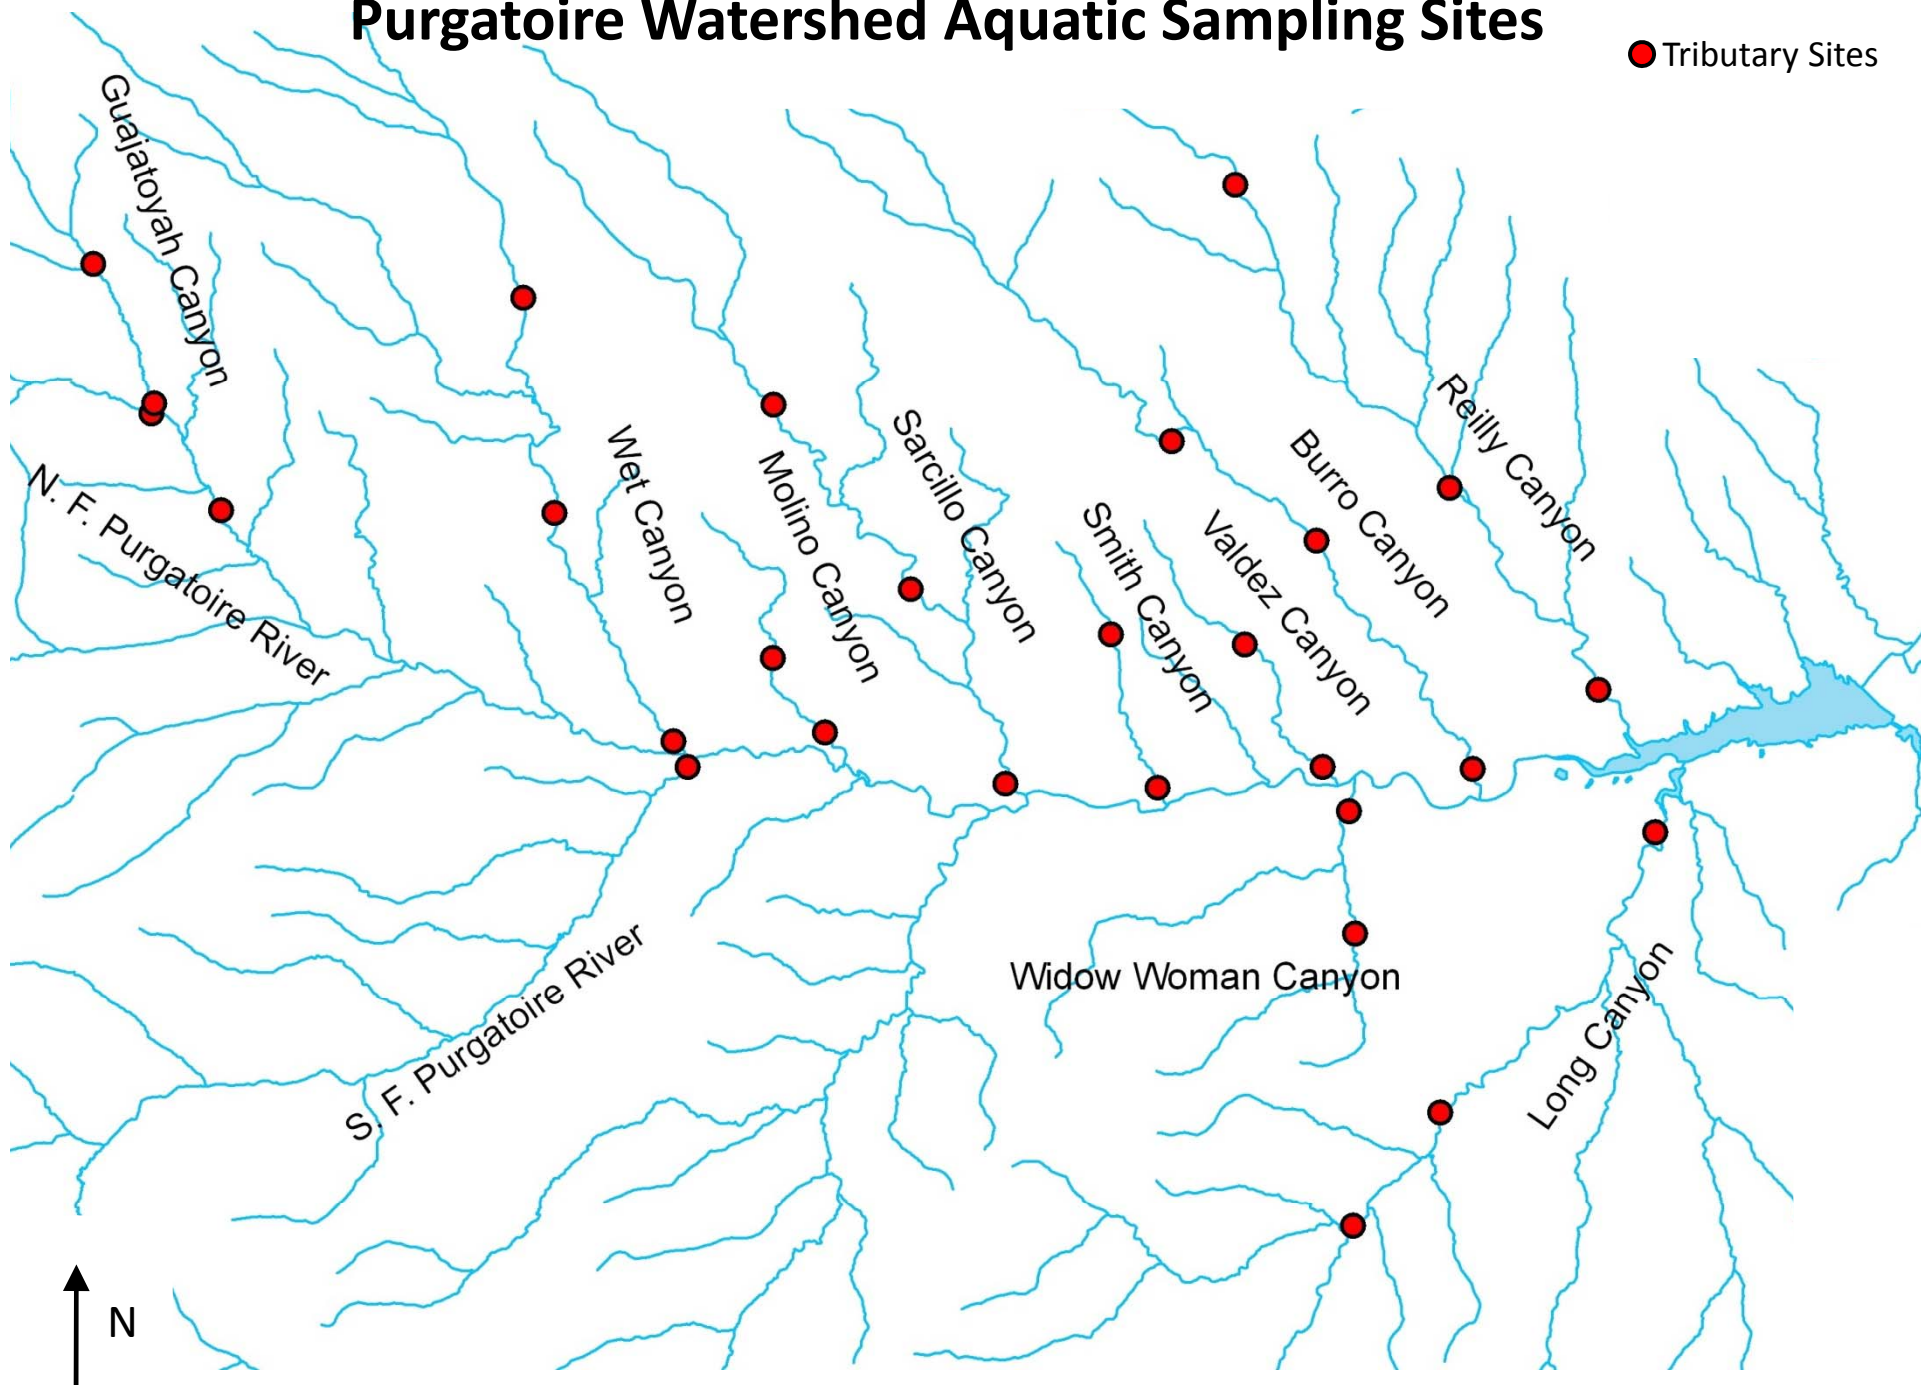 Purgatoire Watershed Aquatic Sampling Sites
Tributary Sites
Guajatoyah Canyon
N. F. Purgatoire River
Wet Canyon
Molino Canyon
Sarcillo Canyon
Smith Canyon
Valdez Canyon
Burro Canyon
Reilly Canyon
S. F. Purgatoire River
Widow Woman Canyon
Long Canyon
N